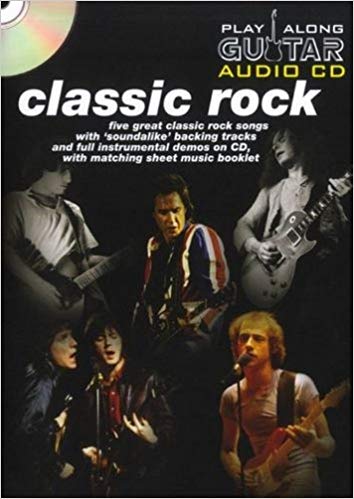 PLAY ALONG
GUITAR
AUDIO CD
classic rock
five great classic rock songs
with ‘soundalike’ backing tracks
and full instrumental demos on CD,
with matching sheet music booklet